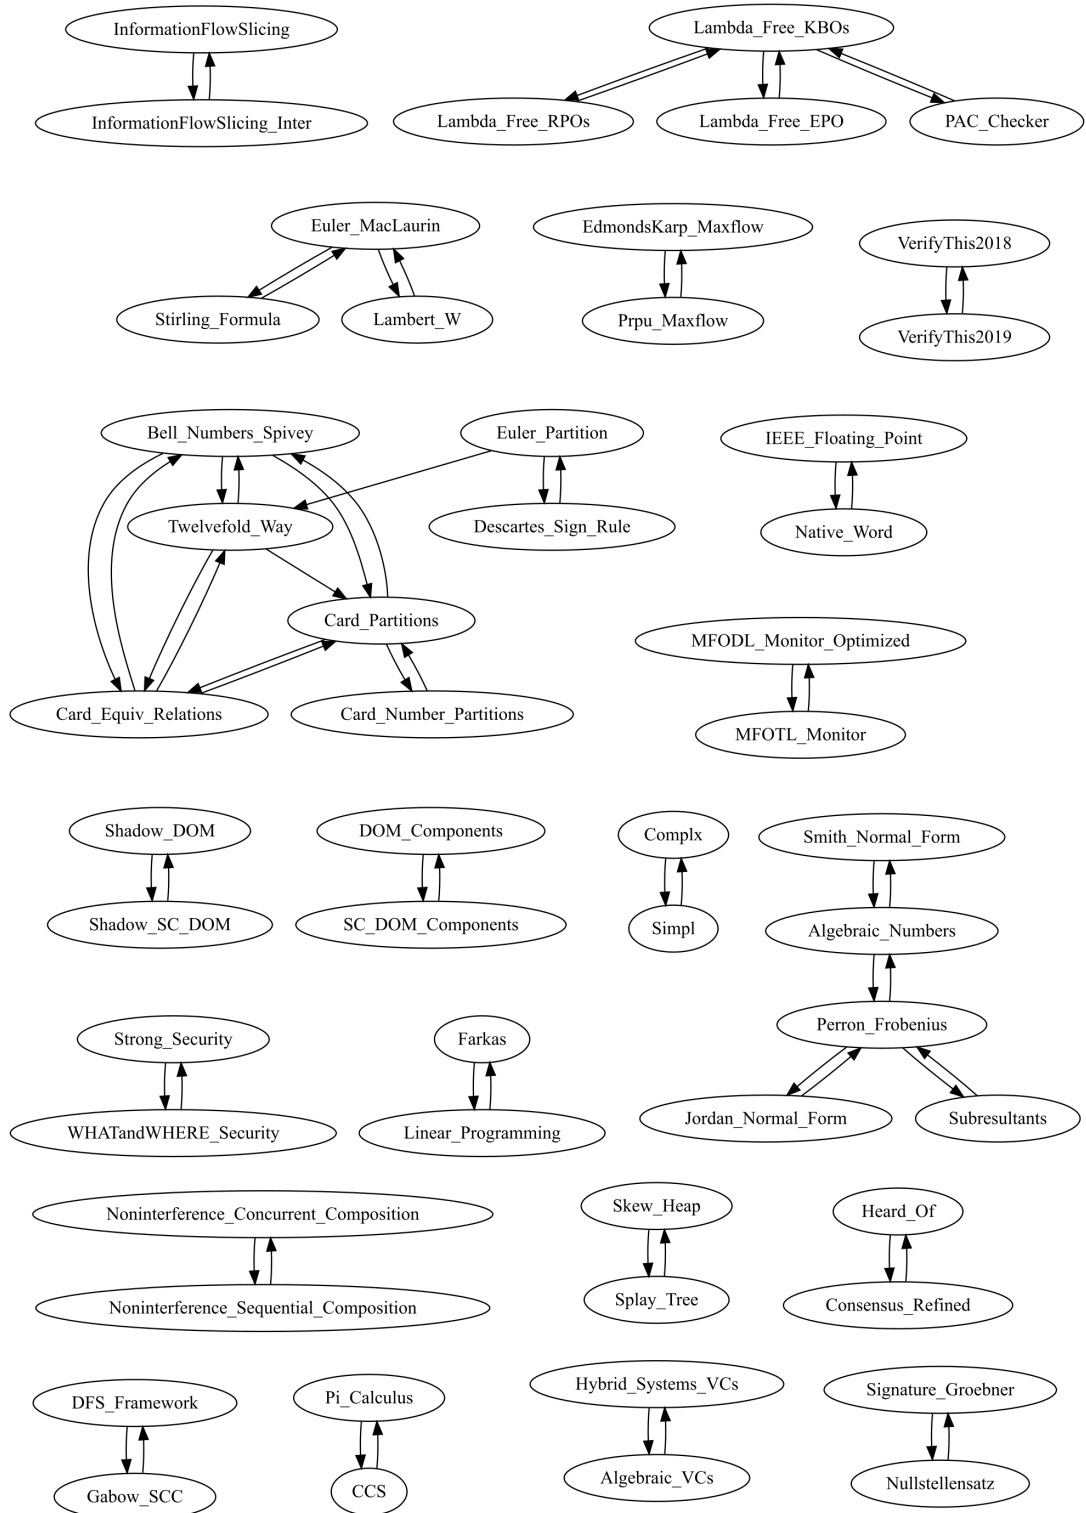 InformationFlowSlicing
InformationFlowSlicing_Inter
Lambda_Free_KBOs
Lambda_Free_RPOs
Lambda_Free_EPO
PAC_Checker
Euler_MacLaurin
Stirling_Formula
Lambert_W
EdmondsKarp_Maxflow
Prpu_Maxflow
VerifyThis2018
VerifyThis2019
Bell_Numbers_Spivey
Euler_Partition
Twelvefold_Way
Descartes_Sign_Rule
Card_Partitions
Card_Equiv_Relations
Card_Number_Partitions
IEEE_Floating_Point
Native_Word
MFODL_Monitor_Optimized
MFOTL_Monitor
Shadow_DOM
Shadow_SC_DOM
DOM_Components
SC_DOM_Components
Complx
Simpl
Smith_Normal_Form
Algebraic_Numbers
Perron_Frobenius
Jordan_Normal_Form
Subresultants
Strong_Security
WHATandWHERE_Security
Farkas
Linear_Programming
Noninterference_Concurrent_Composition
Noninterference_Sequential_Composition
Skew_Heap
Splay_Tree
Heard_Of
Consensus_Refined
DFS_Framework
Gabow_SCC
Pi_Calculus
CCS
Hybrid_Systems_VCs
Algebraic_VCs
Signature_Groebner
Nullstellensatz